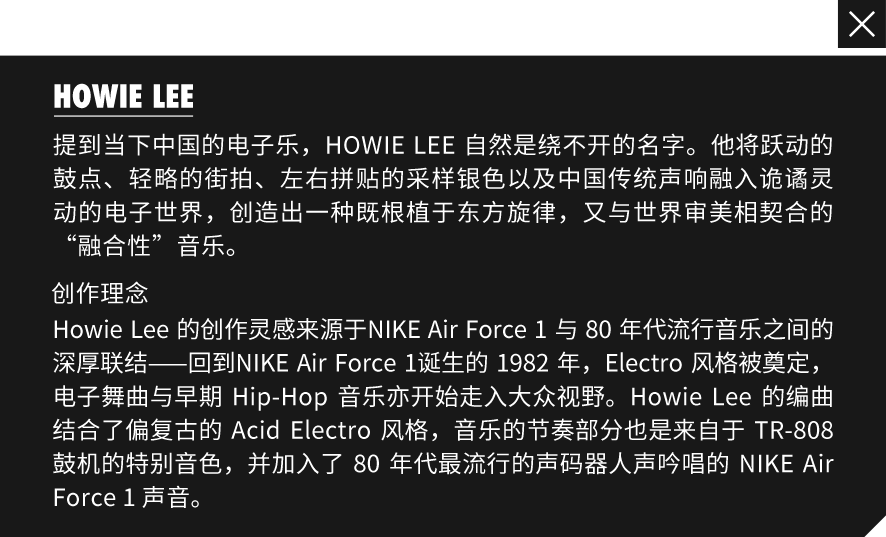 HOWIE LEE
提到当下中国的电子乐，HOWIE LEE 自然是绕不开的名字。他将跃动的
鼓点、轻略的街拍、左右拼贴的采样银色以及中国传统声响融入诡谲灵
动的电子世界，创造出一种既根植于东方旋律，又与世界审美相契合的
“融合性”音乐。
创作理念
Howie Lee 的创作灵感来源于NIKE Air Force 1 与 80 年代流行音乐之间的
深厚联结——回到NIKE Air Force 1诞生的 1982 年，Electro 风格被奠定，
电子舞曲与早期 Hip-Hop 音乐亦开始走入大众视野。Howie Lee 的编曲
结合了偏复古的 Acid Electro 风格，音乐的节奏部分也是来自于 TR-808
鼓机的特别音色，并加入了 80 年代最流行的声码器人声吟唱的 NIKE Air
Force 1 声音。